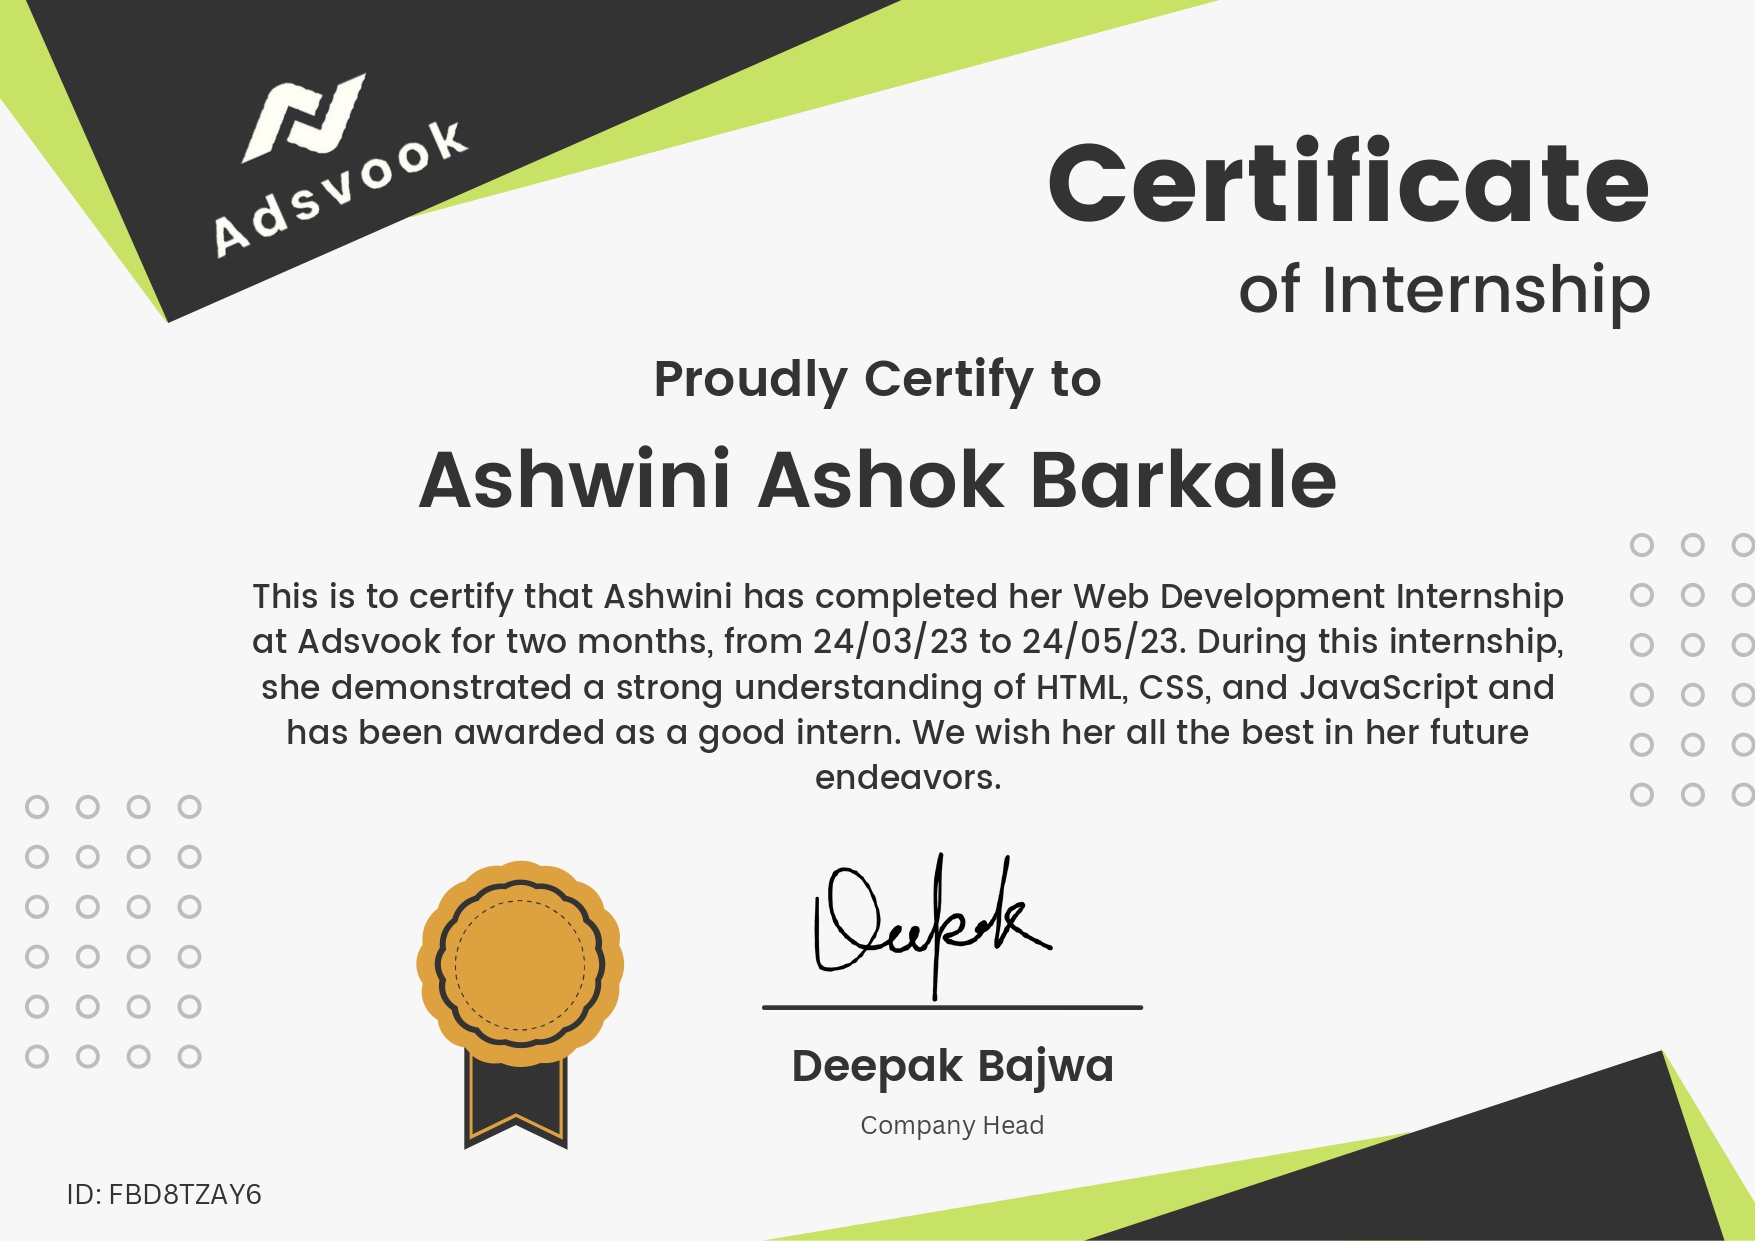 Adsvook
Certificate
of Internship
Proudly Certify to
Ashwini Ashok Barkale
This is to certify that Ashwini has completed her Web Development Internship
at Adsvook for two months, from 24/03/23 to 24/05/23. During this internship,
she demonstrated a strong understanding of HTML, CSS, and JavaScript and
has been awarded as a good intern. We wish her all the best in her future
endeavors.
Deepak
Deepak Bajwa
Company Head
ID: FBD8TZAY6